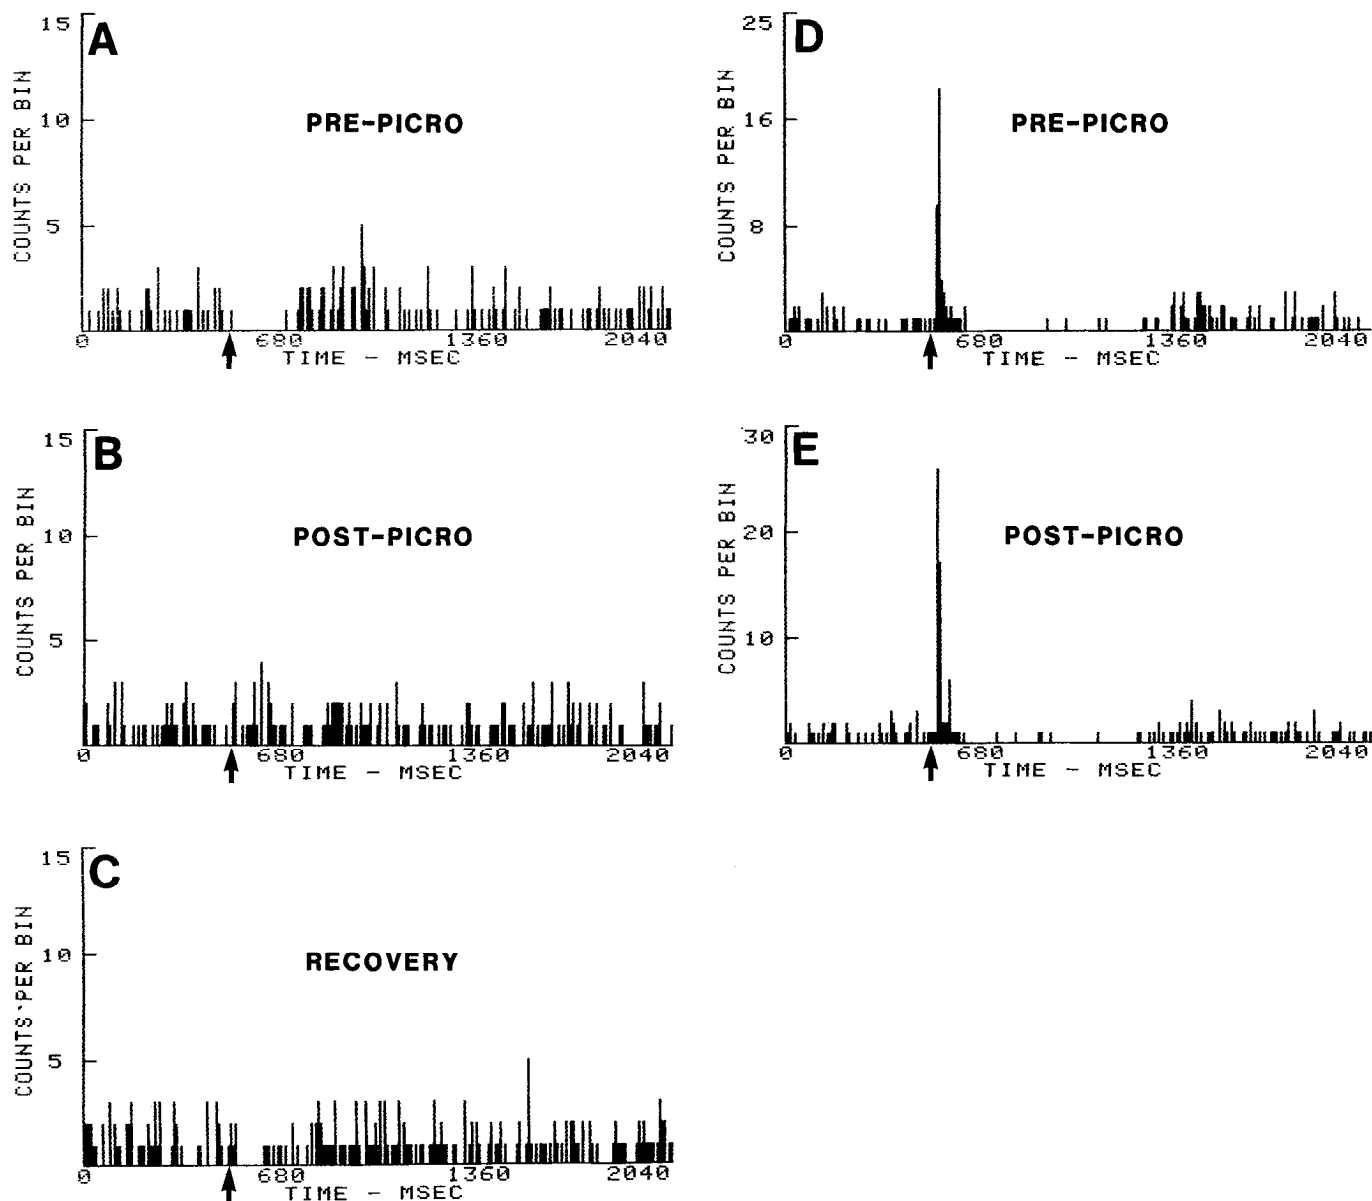 A
PRE-PICRO
COUNTS PER BIN
15
10
5
0 680 1360 2040
TIME - MSEC
B
POST-PICRO
COUNTS PER BIN
15
10
5
0 680 1360 2040
TIME - MSEC
C
RECOVERY
COUNTS PER BIN
15
10
5
0 680 1360 2040
TIME - MSEC
D
PRE-PICRO
COUNTS PER BIN
25
16
8
0 680 1360 2040
TIME - MSEC
E
POST-PICRO
COUNTS PER BIN
30
20
10
0 680 1360 2040
TIME - MSEC